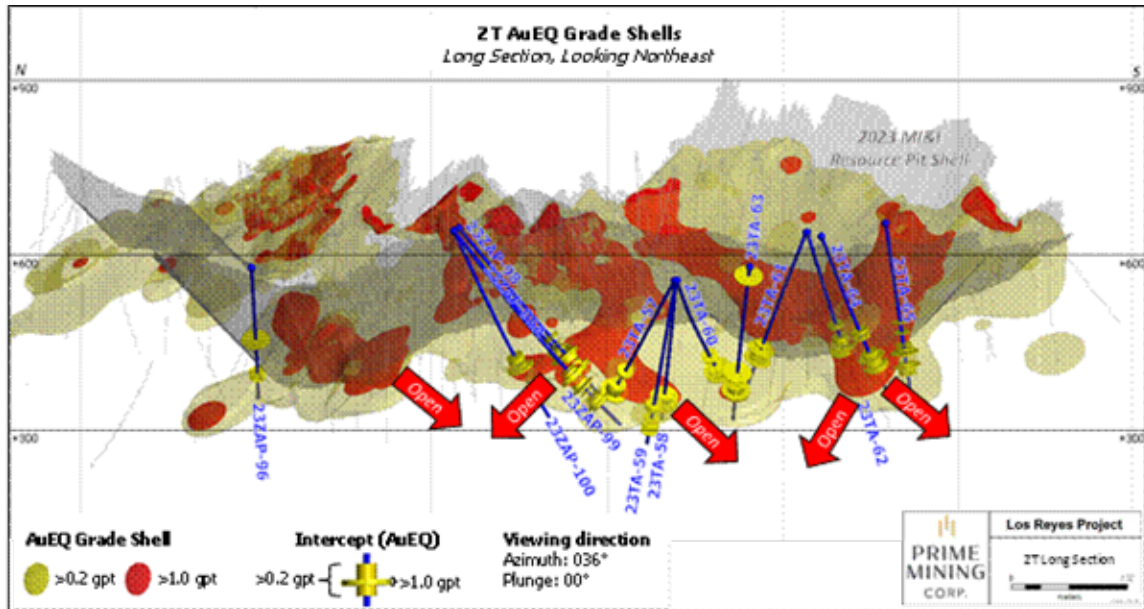 ZT AuEQ Grade Shells
Long Section, Looking Northeast
N
S
+900
+900
2023 MI&I
Resource Pit Shell
+600
+600
23TA-63
23TA-57
23TA-60
Open
Open
Open
Open
Open
+300
+300
23ZAP-96
23ZAP-99
23ZAP-100
23TA-59
23TA-58
23TA-62
AuEQ Grade Shell
>0.2 gpt
>1.0 gpt
Intercept (AuEQ)
>0.2 gpt
>1.0 gpt
Viewing direction
Azimuth: 036°
Plunge: 00°
PRIME
MINING
CORP.
Los Reyes Project
ZT Long Section
0
meters